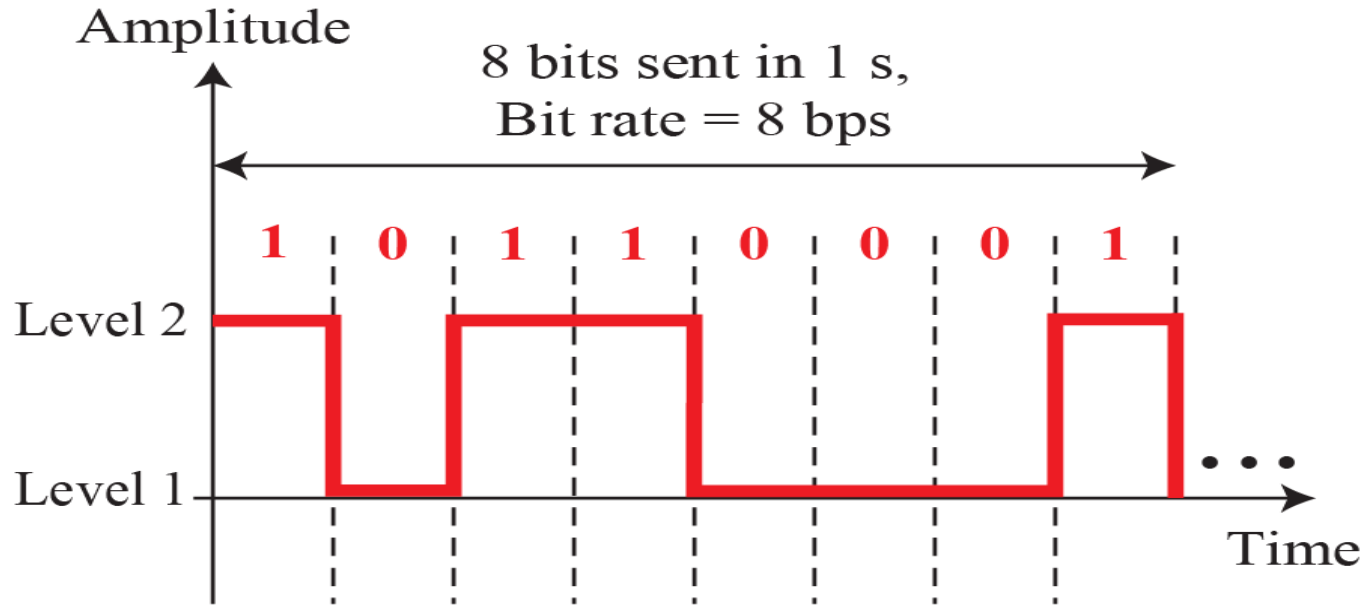 Amplitude
8 bits sent in 1 s,
Bit rate = 8 bps
1 0 1 1 0 0 0 1
Level 2
Level 1
Time